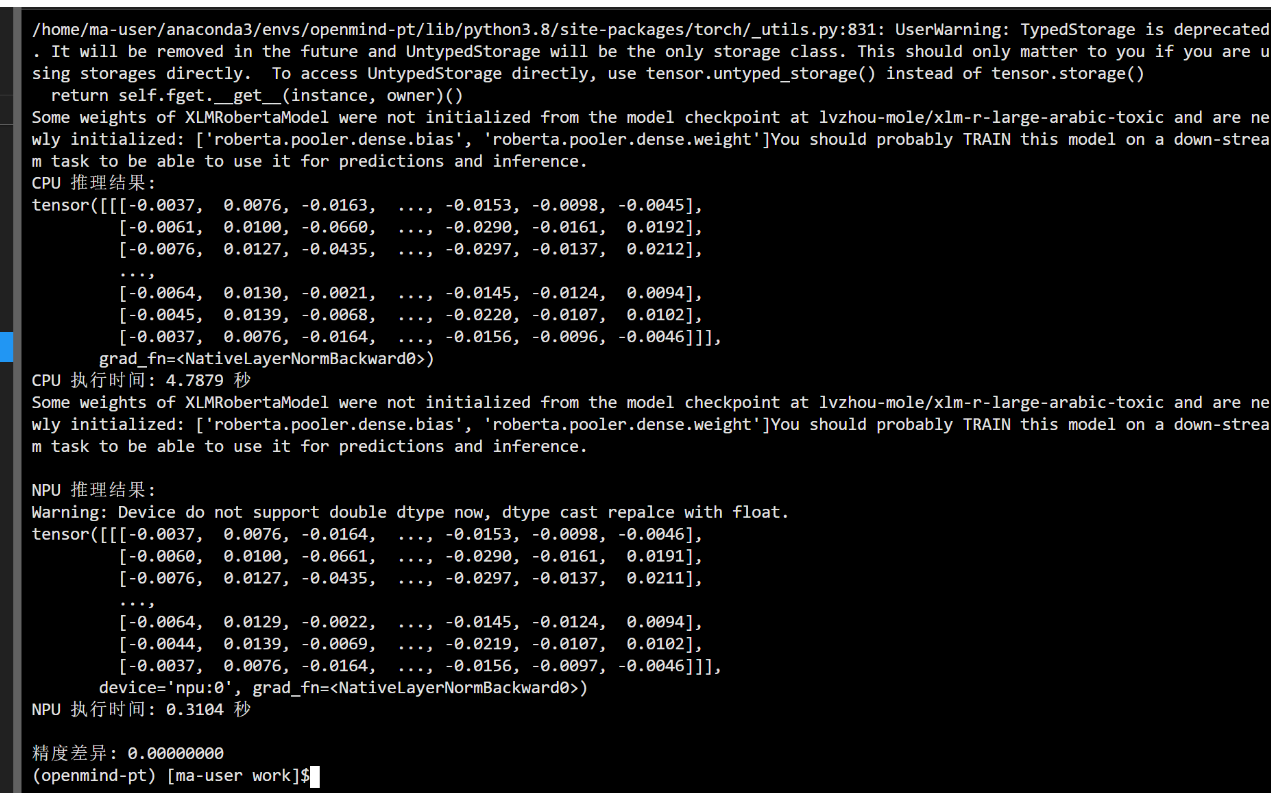 /home/ma-user/anaconda3/envs/openmind-pt/lib/python3.8/site-packages/torch/_utils.py:831: UserWarning: TypedStorage is deprecated
. It will be removed in the future and UntypedStorage will be the only storage class. This should only matter to you if you are u
sing storages directly.  To access UntypedStorage directly, use tensor.untyped_storage() instead of tensor.storage()
  return self.fget.__get__(instance, owner)()
Some weights of XLMRobertaModel were not initialized from the model checkpoint at lvzhou-mole/xlm-r-large-arabic-toxic and are ne
wly initialized: ['roberta.pooler.dense.bias', 'roberta.pooler.dense.weight']You should probably TRAIN this model on a down-strea
m task to be able to use it for predictions and inference.
CPU 推理结果:
tensor([[[-0.0037,  0.0076, -0.0163,  ..., -0.0153, -0.0098, -0.0045],
         [-0.0061,  0.0100, -0.0660,  ..., -0.0290, -0.0161,  0.0192],
         [-0.0076,  0.0127, -0.0435,  ..., -0.0297, -0.0137,  0.0212],
         ...,
         [-0.0064,  0.0130, -0.0021,  ..., -0.0145, -0.0124,  0.0094],
         [-0.0045,  0.0139, -0.0068,  ..., -0.0220, -0.0107,  0.0102],
         [-0.0037,  0.0076, -0.0164,  ..., -0.0156, -0.0096, -0.0046]]],
       grad_fn=<NativeLayerNormBackward0>)
CPU 执行时间: 4.7879 秒
Some weights of XLMRobertaModel were not initialized from the model checkpoint at lvzhou-mole/xlm-r-large-arabic-toxic and are ne
wly initialized: ['roberta.pooler.dense.bias', 'roberta.pooler.dense.weight']You should probably TRAIN this model on a down-strea
m task to be able to use it for predictions and inference.
NPU 推理结果:
Warning: Device do not support double dtype now, dtype cast repalce with float.
tensor([[[-0.0037,  0.0076, -0.0164,  ..., -0.0153, -0.0098, -0.0046],
         [-0.0060,  0.0100, -0.0661,  ..., -0.0290, -0.0161,  0.0191],
         [-0.0076,  0.0127, -0.0435,  ..., -0.0297, -0.0137,  0.0211],
         ...,
         [-0.0064,  0.0129, -0.0022,  ..., -0.0145, -0.0124,  0.0094],
         [-0.0044,  0.0139, -0.0069,  ..., -0.0219, -0.0107,  0.0102],
         [-0.0037,  0.0076, -0.0164,  ..., -0.0156, -0.0097, -0.0046]]],
       device='npu:0', grad_fn=<NativeLayerNormBackward0>)
NPU 执行时间: 0.3104 秒
精度差异: 0.00000000
(openmind-pt) [ma-user work]$